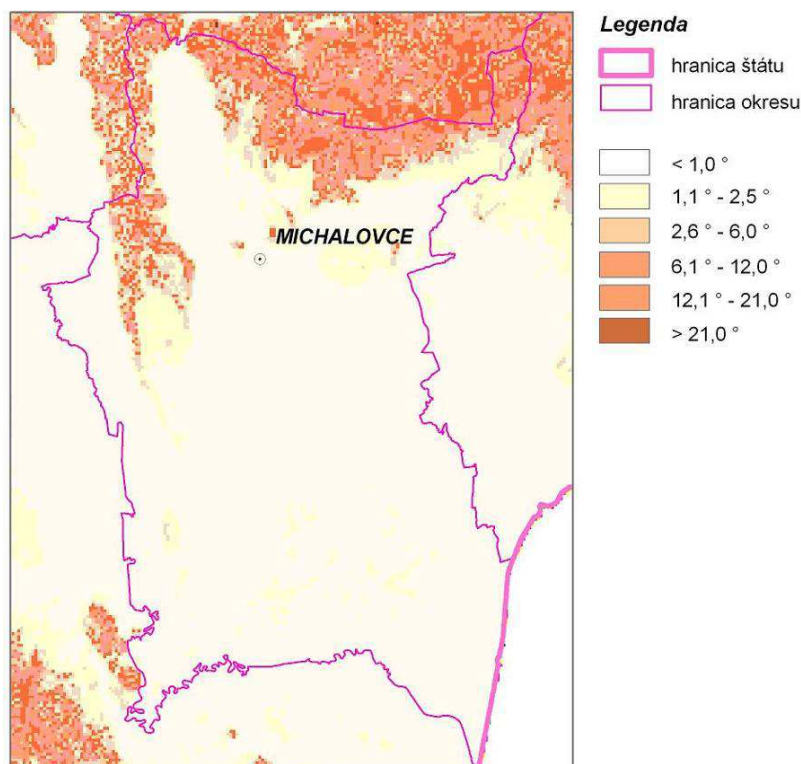 Legenda
hranica štátu
hranica okresu
< 1,0 °
1,1 ° - 2,5 °
2,6 ° - 6,0 °
6,1 ° - 12,0 °
12,1 ° - 21,0 °
> 21,0 °
MICHALOVCE